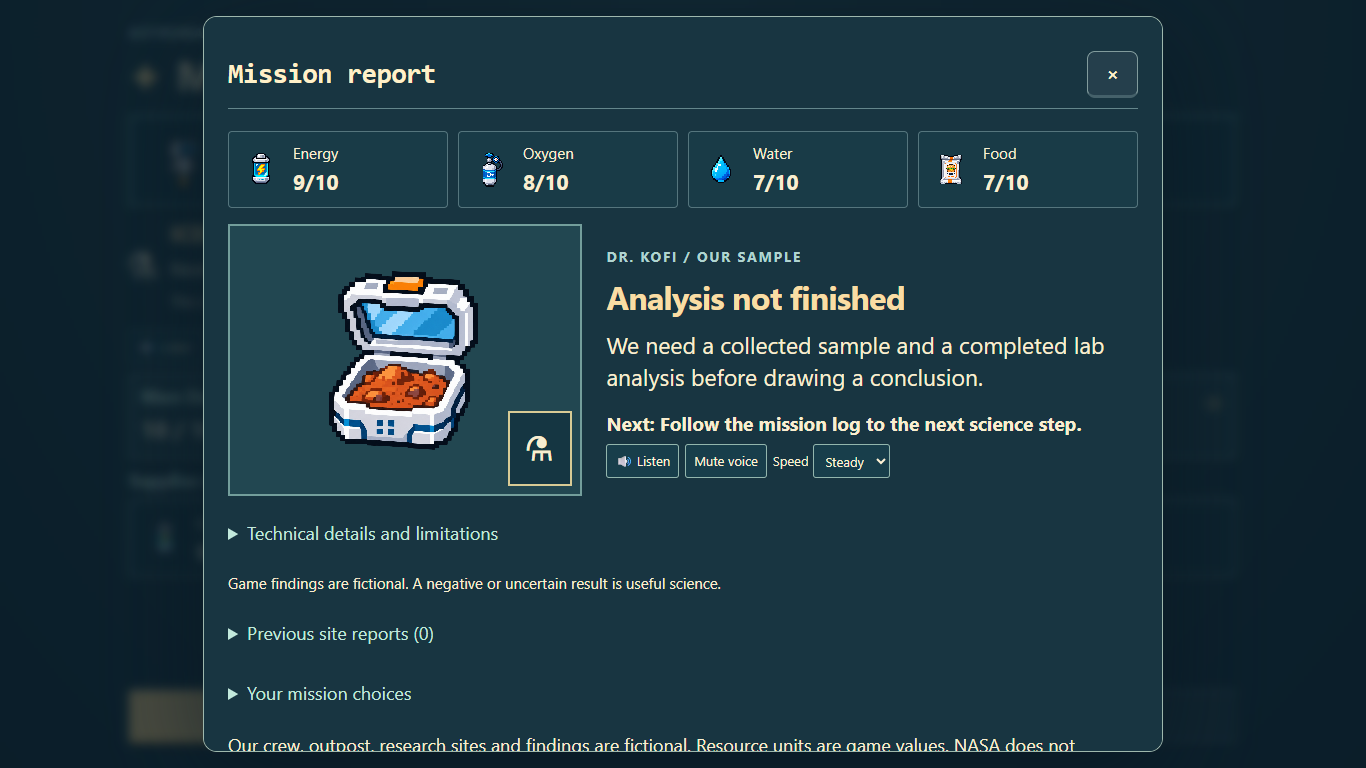 Mission report
×
Energy
9/10
Oxygen
8/10
Water
7/10
Food
7/10
DR. KOFI / OUR SAMPLE
Analysis not finished
We need a collected sample and a completed lab
analysis before drawing a conclusion.
Next: Follow the mission log to the next science step.
Listen
Mute voice
Speed
Steady
Technical details and limitations
Game findings are fictional. A negative or uncertain result is useful science.
Previous site reports (0)
Your mission choices
Our crew, outpost, research sites and findings are fictional. Resource units are game values. NASA does not